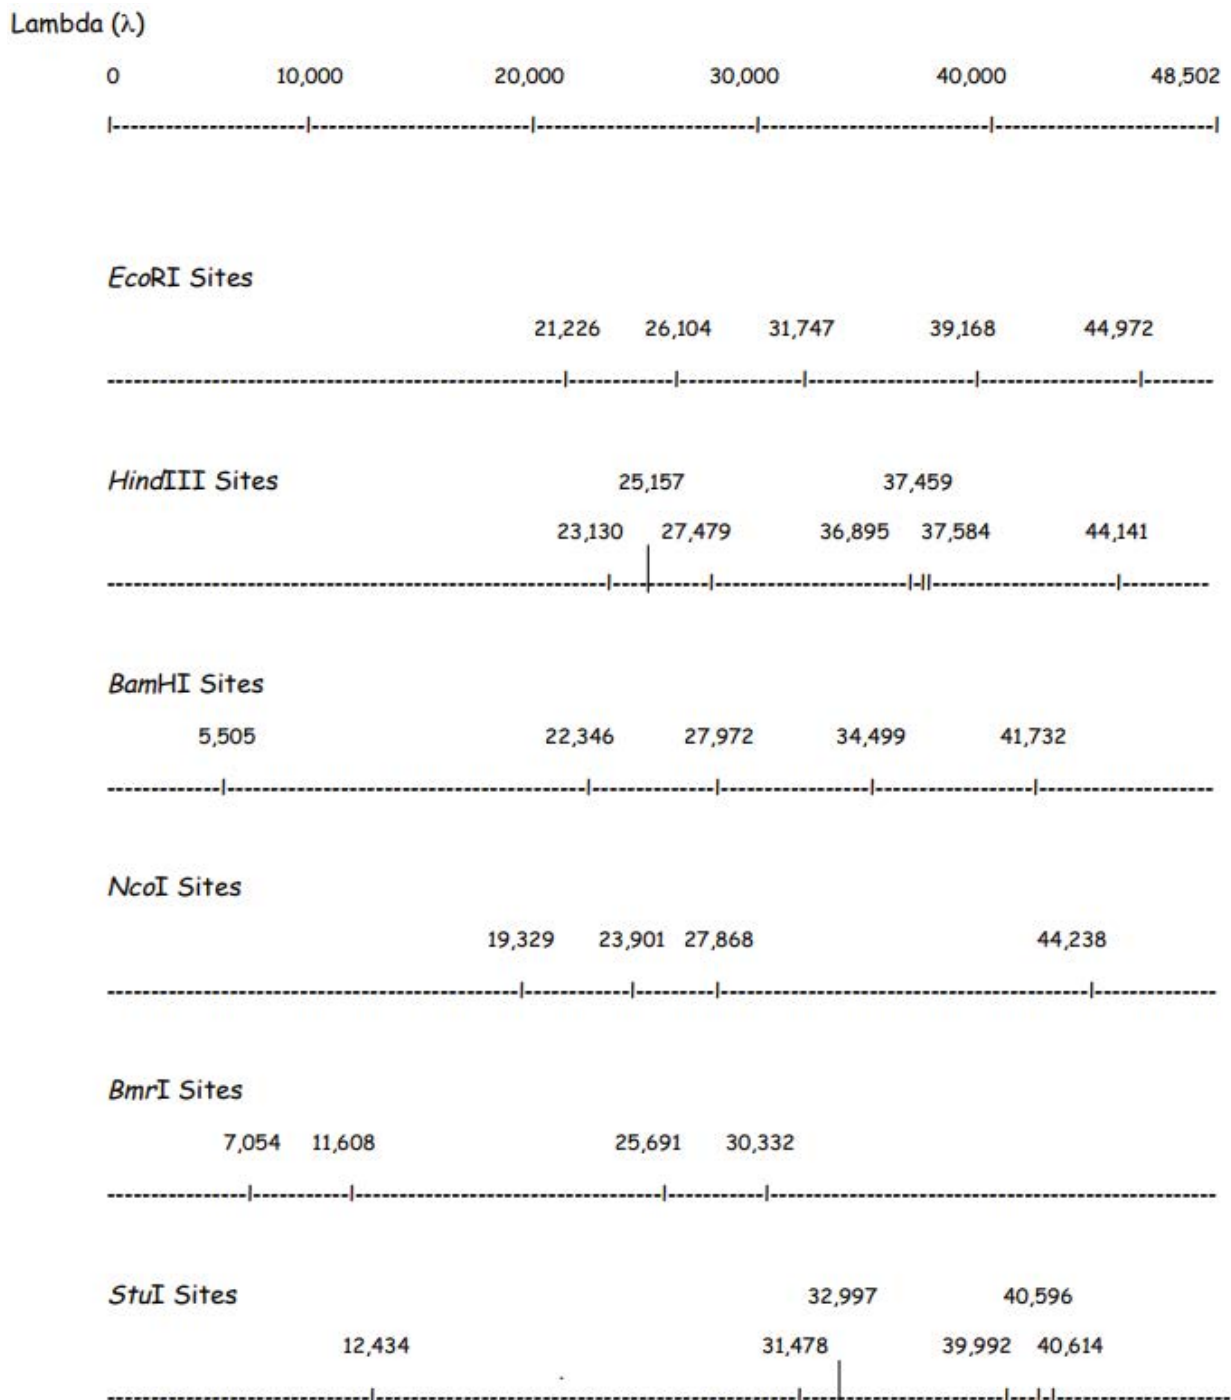 Lambda (λ)
0 10,000 20,000 30,000 40,000 48,502
EcoRI Sites
21,226 26,104 31,747 39,168 44,972
HindIII Sites 25,157 37,459
23,130 27,479 36,895 37,584 44,141
BamHI Sites
5,505 22,346 27,972 34,499 41,732
NcoI Sites
19,329 23,901 27,868 44,238
BmrI Sites
7,054 11,608 25,691 30,332
StuI Sites 32,997 40,596
12,434 31,478 39,992 40,614